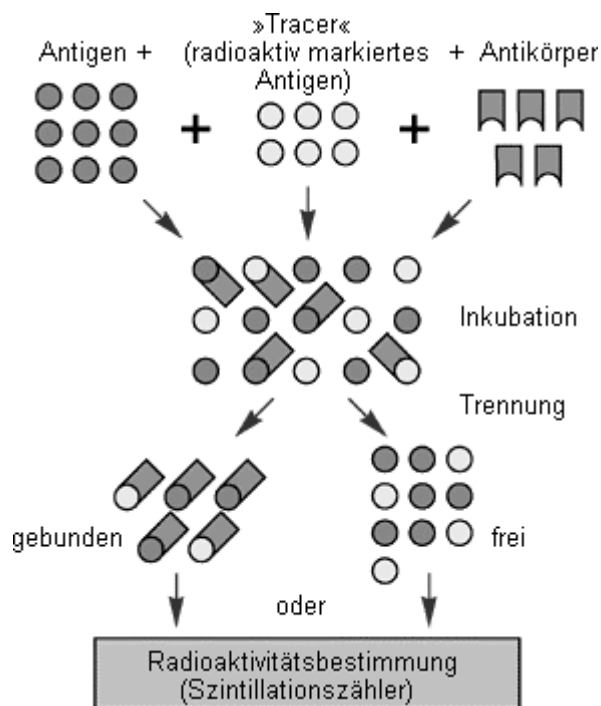 »Tracer«
Antigen + (radioaktiv markiertes + Antikörper
Antigen)
+ +
Inkubation
Trennung
gebunden
frei
oder
Radioaktivitätsbestimmung
(Szintillationszähler)